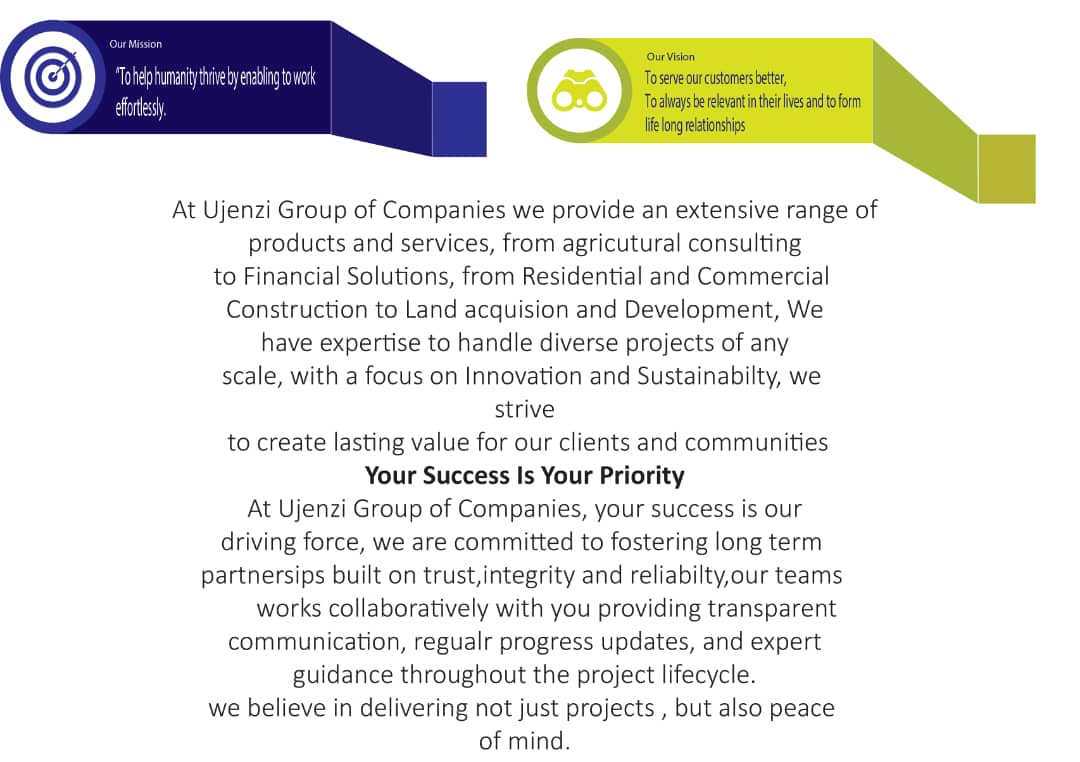 Our Mission
"To help humanity thrive by enabling to work
effortlessly.
Our Vision
To serve our customers better,
To always be relevant in their lives and to form
life long relationships
At Ujenzi Group of Companies we provide an extensive range of
products and services, from agricutural consulting
to Financial Solutions, from Residential and Commercial
Construction to Land acquision and Development, We
have expertise to handle diverse projects of any
scale, with a focus on Innovation and Sustainabilty, we
strive
to create lasting value for our clients and communities
Your Success Is Your Priority
At Ujenzi Group of Companies, your success is our
driving force, we are committed to fostering long term
partnersips built on trust,integrity and reliabilty,our teams
works collaboratively with you providing transparent
communication, regualr progress updates, and expert
guidance throughout the project lifecycle.
we believe in delivering not just projects , but also peace
of mind.